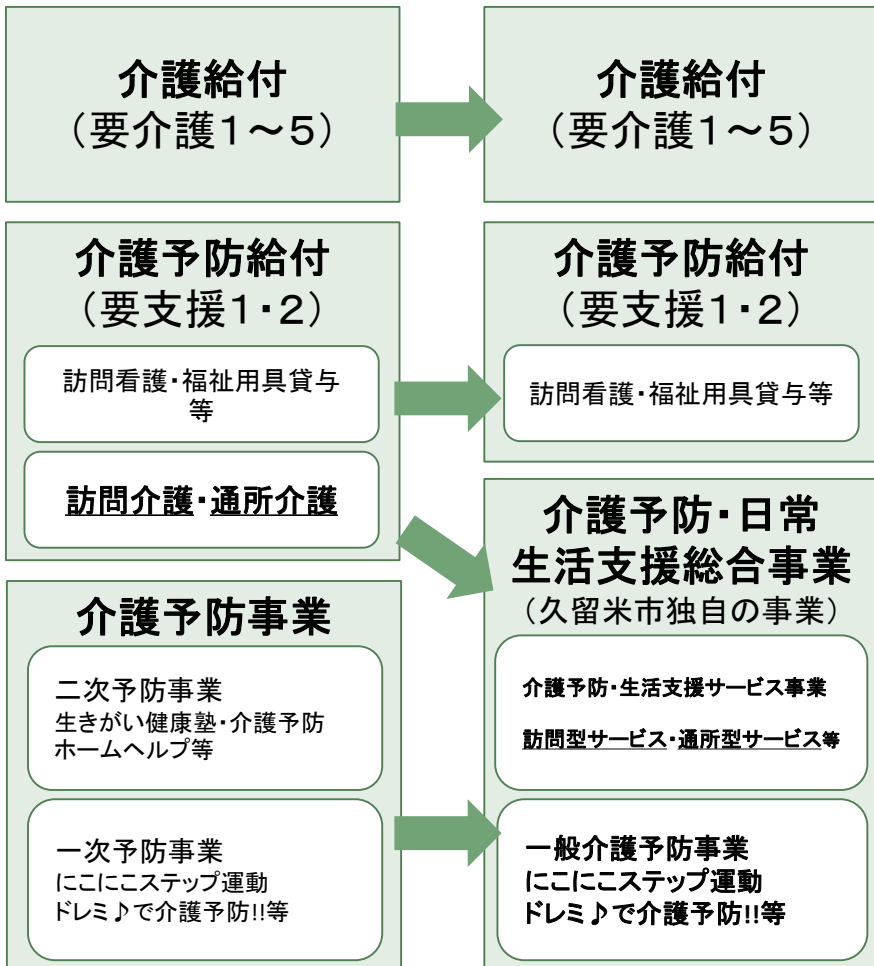 介護給付
（要介護１～５）
介護予防給付
（要支援１・２）
訪問看護・福祉用具貸与
等
訪問介護・通所介護
介護予防事業
二次予防事業
生きがい健康塾・介護予防
ホームヘルプ等
一次予防事業
にこにこステップ運動
ドレミ♪で介護予防!!等
介護給付
（要介護１～５）
介護予防給付
（要支援１・２）
訪問看護・福祉用具貸与等
介護予防・日常
生活支援総合事業
（久留米市独自の事業）
介護予防・生活支援サービス事業
訪問型サービス・通所型サービス等
一般介護予防事業
にこにこステップ運動
ドレミ♪で介護予防!!等